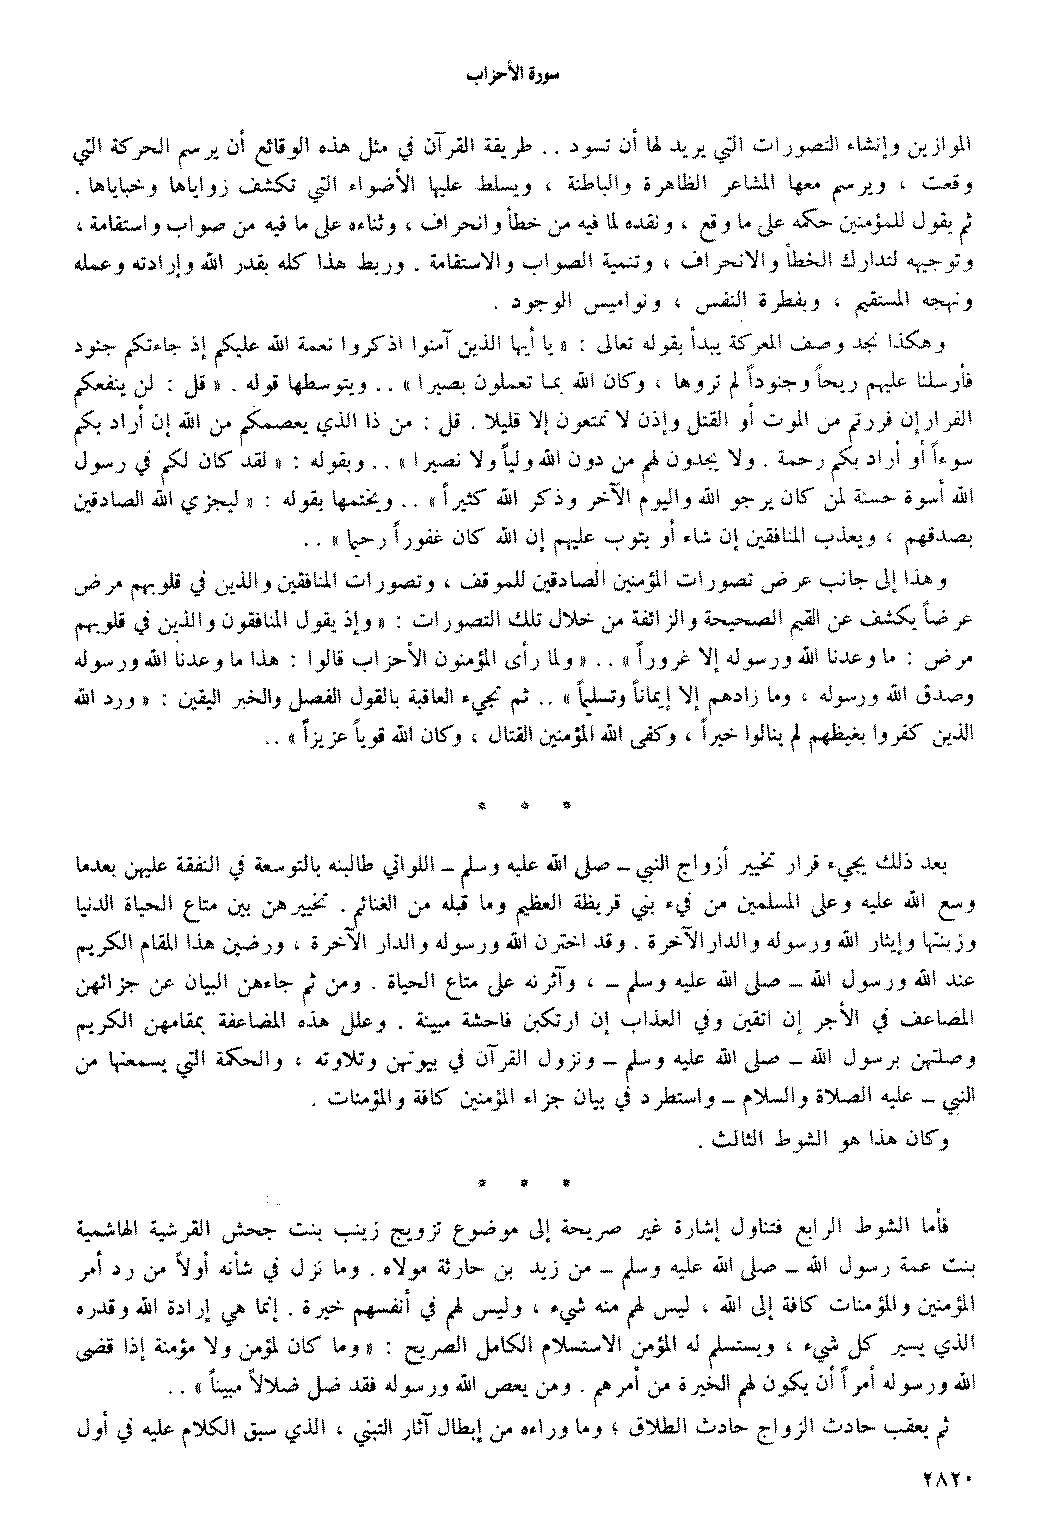 سورة الأحزاب
الموازين وإنشاء التصورات التي يريد لها أن تسود .. طريقة القرآن في مثل هذه الوقائع أن يرسم الحركة التي
وقعت ، ويرسم معها المشاعر الظاهرة والباطنة ، ويسلط عليها الأضواء التي تكشف زواياها وخباياها .
ثم يقول للمؤمنين حكمه على ما وقع ، ونقده لما فيه من خطأ وانحراف ، وثناءه على ما فيه من صواب واستقامة ،
وتوجيهه لتدارك الخطأ والانحراف ، وتنمية الصواب والاستقامة . وربط هذا كله بقدر الله وإرادته وعمله
ونهجه المستقيم ، وبفطرة النفس ، ونواميس الوجود .
وهكذا نجد وصف المعركة يبدأ بقوله تعالى : « يا أيها الذين آمنوا اذكروا نعمة الله عليكم إذ جاءتكم جنود
فأرسلنا عليهم ريحاً وجنوداً لم تروها ، وكان الله بما تعملون بصيرا » .. ويتوسطها قوله . « قل : لن ينفعكم
الفرار إن فررتم من الموت أو القتل وإذن لا تمتعون إلا قليلا . قل : من ذا الذي يعصمكم من الله إن أراد بكم
سوءاً أو أراد بكم رحمة . ولا يجدون لهم من دون الله ولياً ولا نصيرا » .. وبقوله : « لقد كان لكم في رسول
الله أسوة حسنة لمن كان يرجو الله واليوم الآخر وذكر الله كثيراً » .. ويختمها بقوله : « ليجزي الله الصادقين
بصدقهم ، ويعذب المنافقين إن شاء أو يتوب عليهم إن الله كان غفوراً رحيما » ..
وهذا إلى جانب عرض تصورات المؤمنين الصادقين للموقف ، وتصورات المنافقين والذين في قلوبهم مرض
عرضاً يكشف عن القيم الصحيحة والزائفة من خلال تلك التصورات : « وإذ يقول المنافقون والذين في قلوبهم
مرض : ما وعدنا الله ورسوله إلا غروراً » .. « ولما رأى المؤمنون الأحزاب قالوا : هذا ما وعدنا الله ورسوله
وصدق الله ورسوله ، وما زادهم إلا إيماناً وتسليماً » .. ثم تجيء العاقبة بالقول الفصل والخبر اليقين : « ورد الله
الذين كفروا بغيظهم لم ينالوا خيراً ، وكفى الله المؤمنين القتال ، وكان الله قوياً عزيزاً » ..
* * *
بعد ذلك يجيء قرار تخيير أزواج النبي ــ صلى الله عليه وسلم ــ اللواتي طالبنه بالتوسعة في النفقة عليهن بعدما
وسع الله عليه وعلى المسلمين من فيء بني قريظة العظيم وما قبله من الغنائم . تخييرهن بين متاع الحياة الدنيا
وزينتها وإيثار الله ورسوله والدار الآخرة . وقد اخترن الله ورسوله والدار الآخرة ، ورضين هذا المقام الكريم
عند الله ورسول الله ــ صلى الله عليه وسلم ــ ، وآثرنه على متاع الحياة . ومن ثم جاءهن البيان عن جزائهن
المضاعف في الأجر إن اتقين وفي العذاب إن ارتكبن فاحشة مبينة . وعلل هذه المضاعفة بمقامهن الكريم
وصلتهن برسول الله ــ صلى الله عليه وسلم ــ ونزول القرآن في بيوتهن وتلاوته ، والحكمة التي يسمعنها من
النبي ــ عليه الصلاة والسلام ــ واستطرد في بيان جزاء المؤمنين كافة والمؤمنات .
وكان هذا هو الشوط الثالث .
* * *
فأما الشوط الرابع فتناول إشارة غير صريحة إلى موضوع تزويج زينب بنت جحش القرشية الهاشمية
بنت عمة رسول الله ــ صلى الله عليه وسلم ــ من زيد بن حارثة مولاه . وما نزل في شأنه أولاً من رد أمر
المؤمنين والمؤمنات كافة إلى الله ، ليس لهم منه شيء ، وليس لهم في أنفسهم خيرة . إنما هي إرادة الله وقدره
الذي يسير كل شيء ، ويستسلم له المؤمن الاستسلام الكامل الصريح : « وما كان لمؤمن ولا مؤمنة إذا قضى
الله ورسوله أمراً أن يكون لهم الخيرة من أمرهم . ومن يعص الله ورسوله فقد ضل ضلالاً مبيناً » ..
ثم يعقب حادث الزواج حادث الطلاق ؛ وما وراءه من إبطال آثار التبني ، الذي سبق الكلام عليه في أول
٢٨٢٠